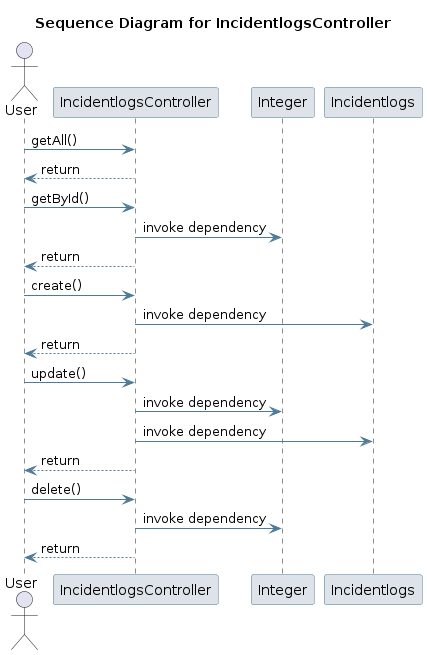 Sequence Diagram for IncidentlogsController
User
IncidentlogsController
Integer
Incidentlogs
getAll()
return
getById()
invoke dependency
return
create()
invoke dependency
return
update()
invoke dependency
invoke dependency
return
delete()
invoke dependency
return
User
IncidentlogsController
Integer
Incidentlogs